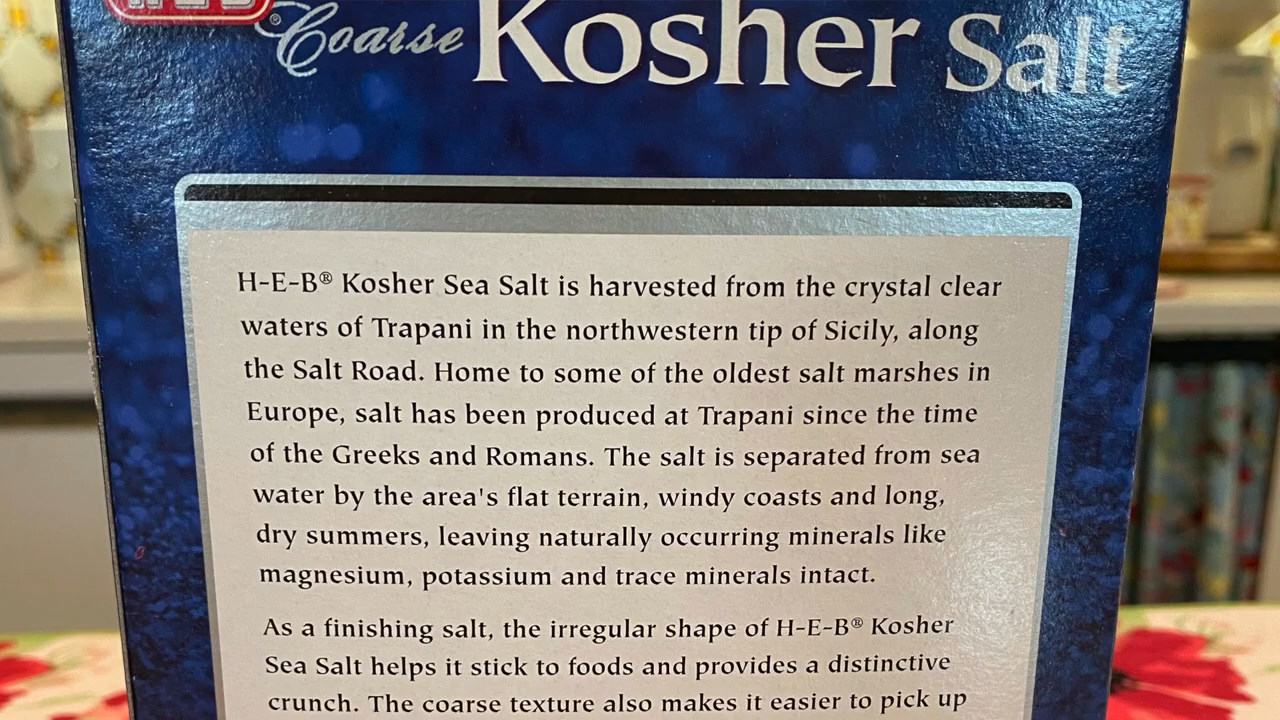 ® Coarse Kosher Salt
H-E-B® Kosher Sea Salt is harvested from the crystal clear
waters of Trapani in the northwestern tip of Sicily, along
the Salt Road. Home to some of the oldest salt marshes in
Europe, salt has been produced at Trapani since the time
of the Greeks and Romans. The salt is separated from sea
water by the area's flat terrain, windy coasts and long,
dry summers, leaving naturally occurring minerals like
magnesium, potassium and trace minerals intact.
As a finishing salt, the irregular shape of H-E-B® Kosher
Sea Salt helps it stick to foods and provides a distinctive
crunch. The coarse texture also makes it easier to pick up